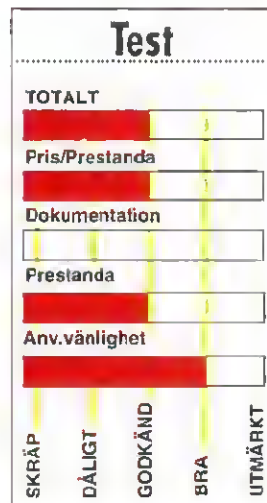 Test
TOTALT
Pris/Prestanda
Dokumentation
Prestanda
Anv.vänlighet
SKRÄP
DÅLIGT
GODKÄND
BRA
UTMÄRKT